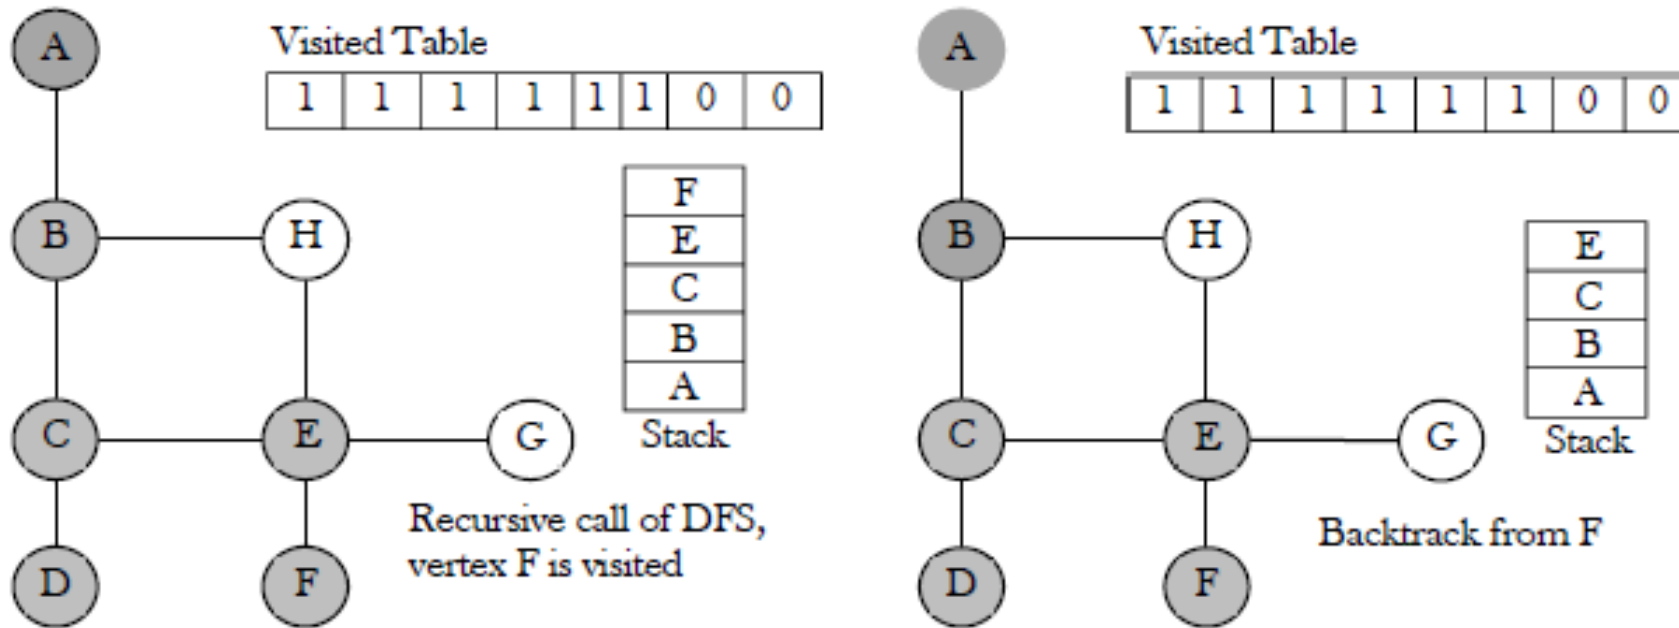 A
Visited Table
1 1 1 1 1 1 0 0
F
E
B H
C
B
A
C E G
Stack
Recursive call of DFS,
vertex F is visited
D F
A
Visited Table
1 1 1 1 1 1 0 0
B H
E
C
B
A
C E G
Stack
Backtrack from F
D F